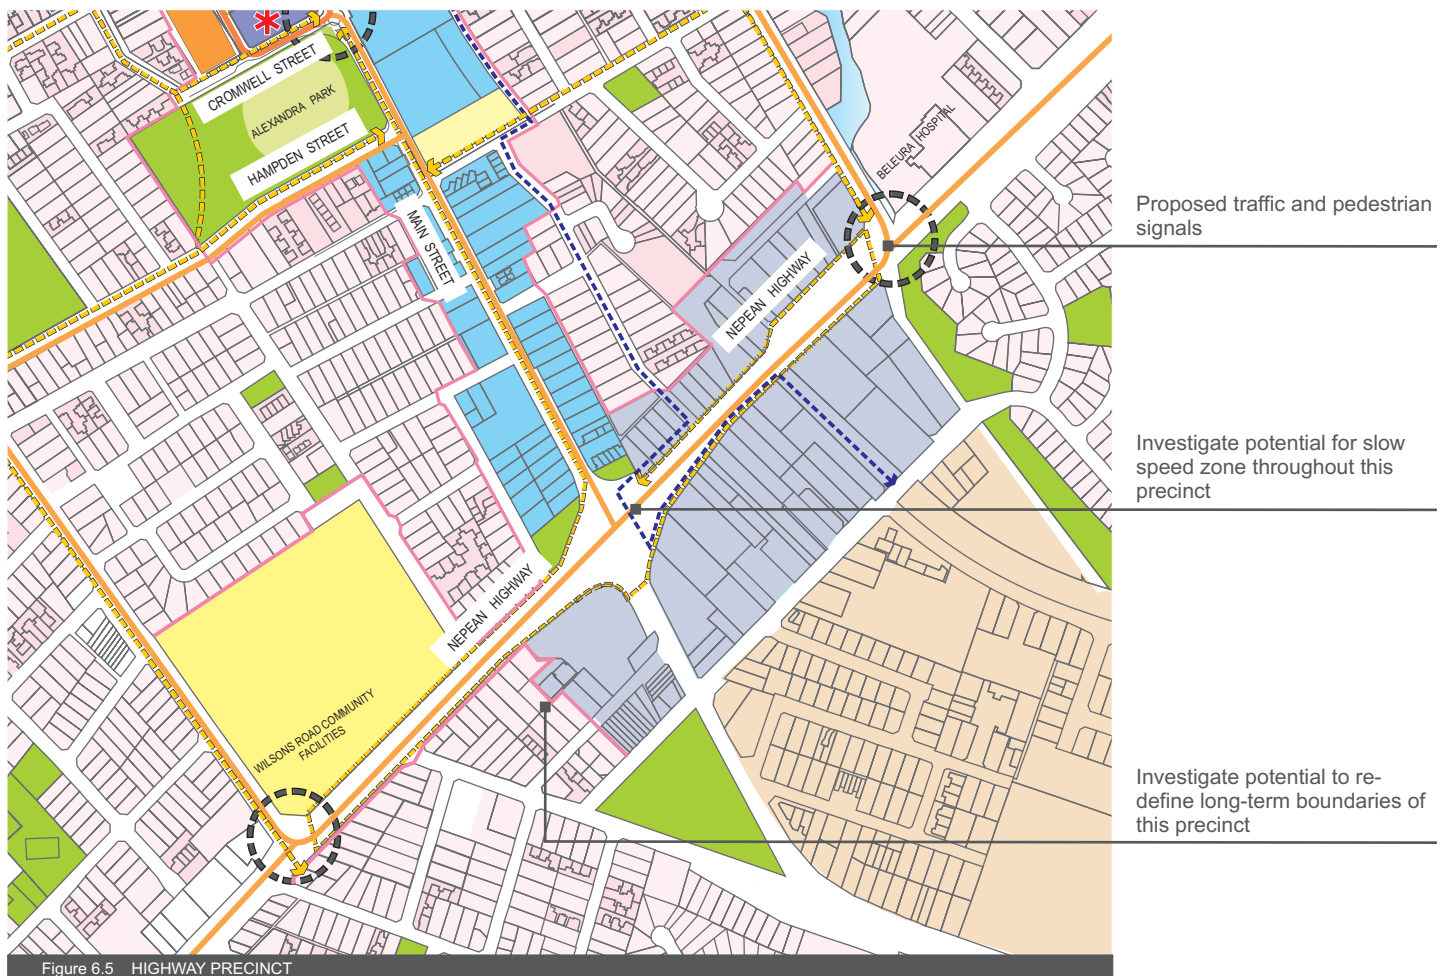 CROMWELL STREET
ALEXANDRA PARK
HAMPDEN STREET
MAIN STREET
BELEURA HOSPITAL
NEPEAN HIGHWAY
Proposed traffic and pedestrian
signals
Investigate potential for slow
speed zone throughout this
precinct
NEPEAN HIGHWAY
WILSONS ROAD COMMUNITY
FACILITIES
Investigate potential to re-
define long-term boundaries of
this precinct
Figure 6.5 HIGHWAY PRECINCT